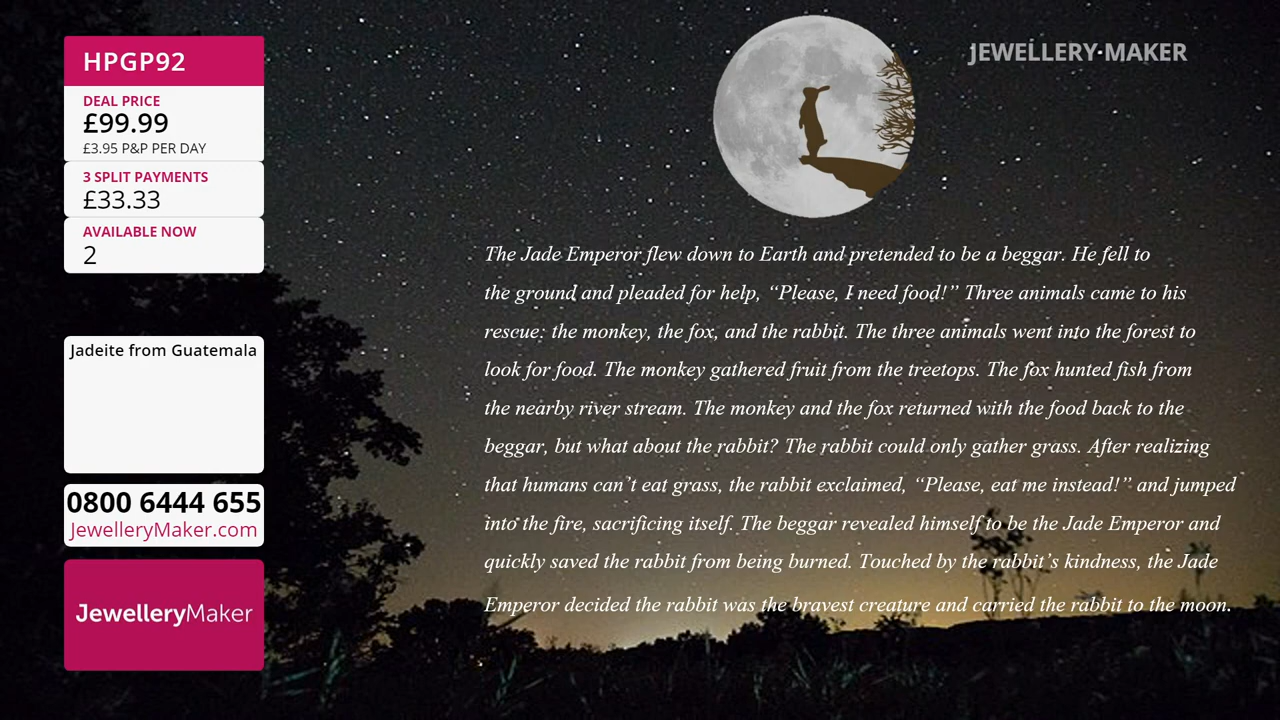 HPGP92
DEAL PRICE
£99.99
£3.95 P&P PER DAY
3 SPLIT PAYMENTS
£33.33
AVAILABLE NOW
2
Jadeite from Guatemala
0800 6444 655
JewelleryMaker.com
JewelleryMaker
JEWELLERY·MAKER
The Jade Emperor flew down to Earth and pretended to be a beggar. He fell to
the ground and pleaded for help, “Please, I need food!” Three animals came to his
rescue: the monkey, the fox, and the rabbit. The three animals went into the forest to
look for food. The monkey gathered fruit from the treetops. The fox hunted fish from
the nearby river stream. The monkey and the fox returned with the food back to the
beggar, but what about the rabbit? The rabbit could only gather grass. After realizing
that humans can’t eat grass, the rabbit exclaimed, “Please, eat me instead!” and jumped
into the fire, sacrificing itself. The beggar revealed himself to be the Jade Emperor and
quickly saved the rabbit from being burned. Touched by the rabbit’s kindness, the Jade
Emperor decided the rabbit was the bravest creature and carried the rabbit to the moon.